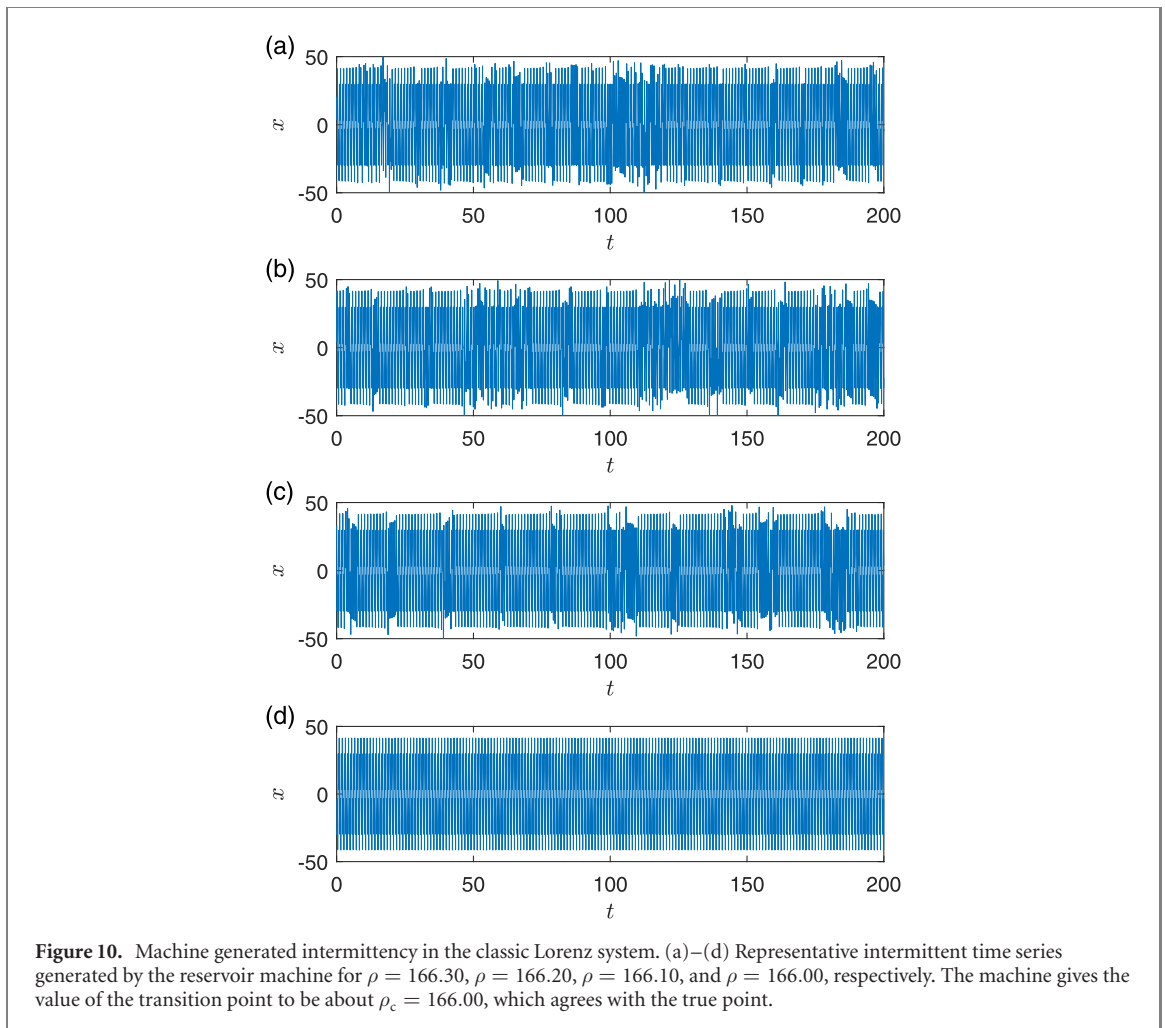 (a)
50
0
-50
x
0 50 100 150 200
t
(b)
50
0
-50
x
0 50 100 150 200
t
(c)
50
0
-50
x
0 50 100 150 200
t
(d)
50
0
-50
x
0 50 100 150 200
t
Figure 10. Machine generated intermittency in the classic Lorenz system. (a)–(d) Representative intermittent time series
generated by the reservoir machine for ρ = 166.30, ρ = 166.20, ρ = 166.10, and ρ = 166.00, respectively. The machine gives the
value of the transition point to be about ρc = 166.00, which agrees with the true point.